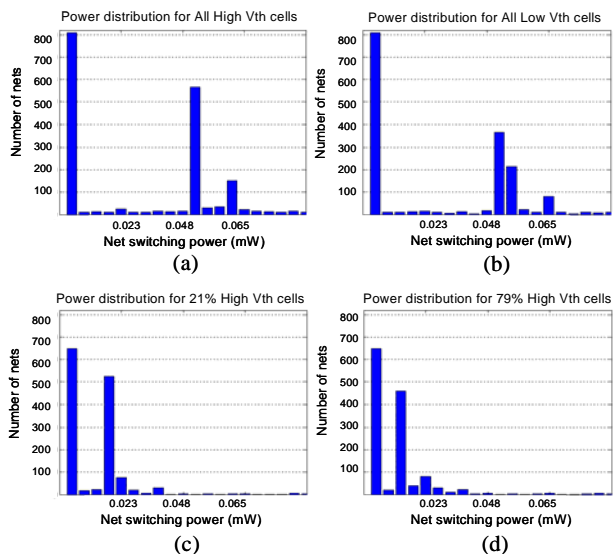 Power distribution for All High Vth cells
800
700
600
500
400
300
200
100
Number of nets
0.023
0.048
0.065
Net switching power (mW)
(a)
Power distribution for All Low Vth cells
800
700
600
500
400
300
200
100
Number of nets
0.023
0.048
0.065
Net switching power (mW)
(b)
Power distribution for 21% High Vth cells
800
700
600
500
400
300
200
100
Number of nets
0.023
0.048
0.065
Net switching power (mW)
(c)
Power distribution for 79% High Vth cells
800
700
600
500
400
300
200
100
Number of nets
0.023
0.048
0.065
Net switching power (mW)
(d)